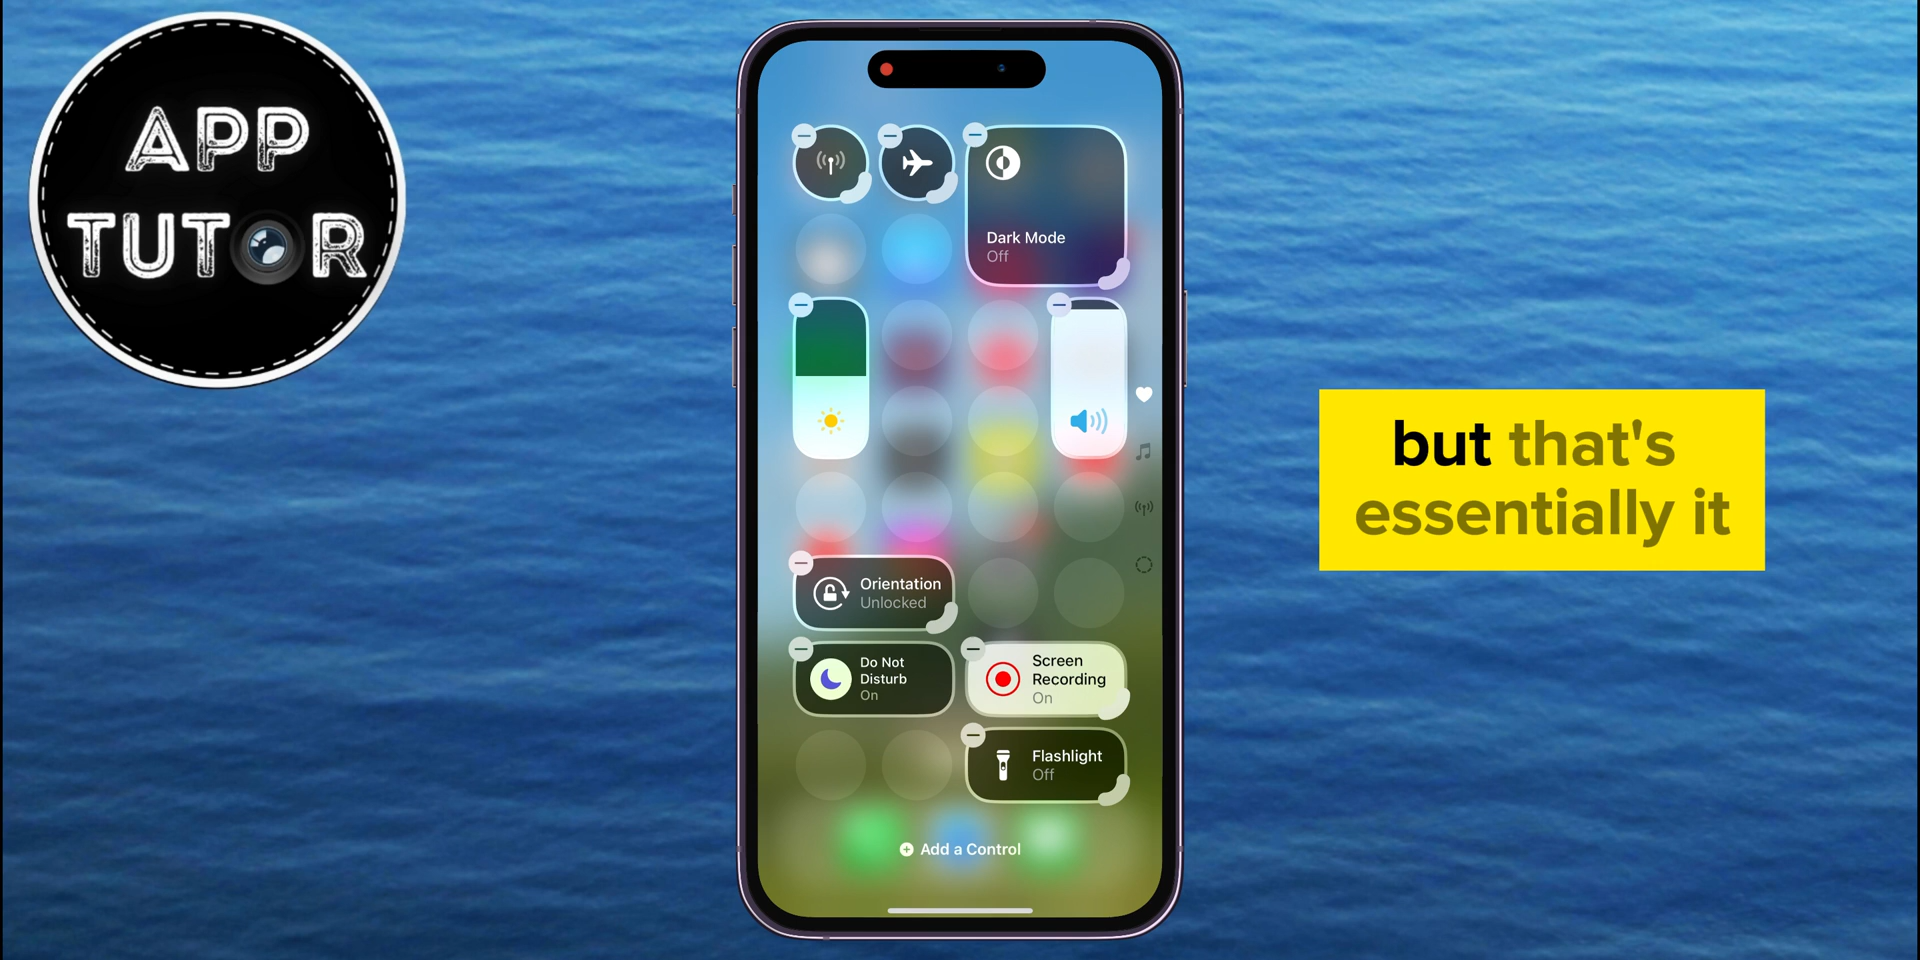 APP
TUTOR
Dark Mode
Off
Orientation
Unlocked
Do Not
Disturb
On
Screen
Recording
On
Flashlight
Off
Add a Control
but that's
essentially it